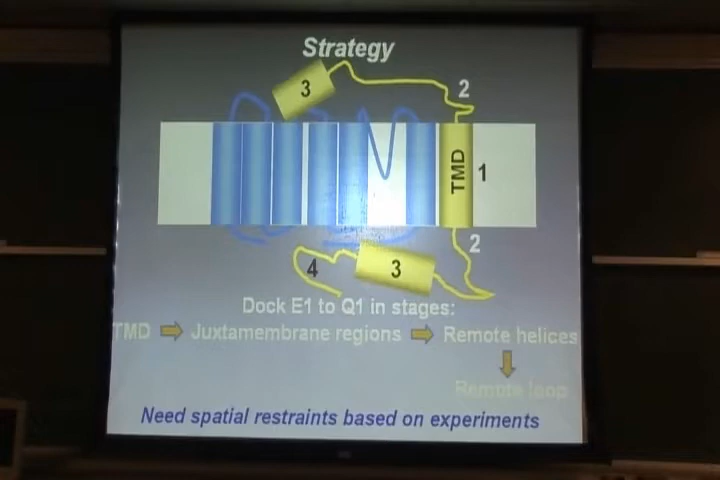 Strategy
3
2
TMD
1
2
4
3
Dock E1 to Q1 in stages:
TMD Juxtamembrane regions Remote helices
Remote loop
Need spatial restraints based on experiments